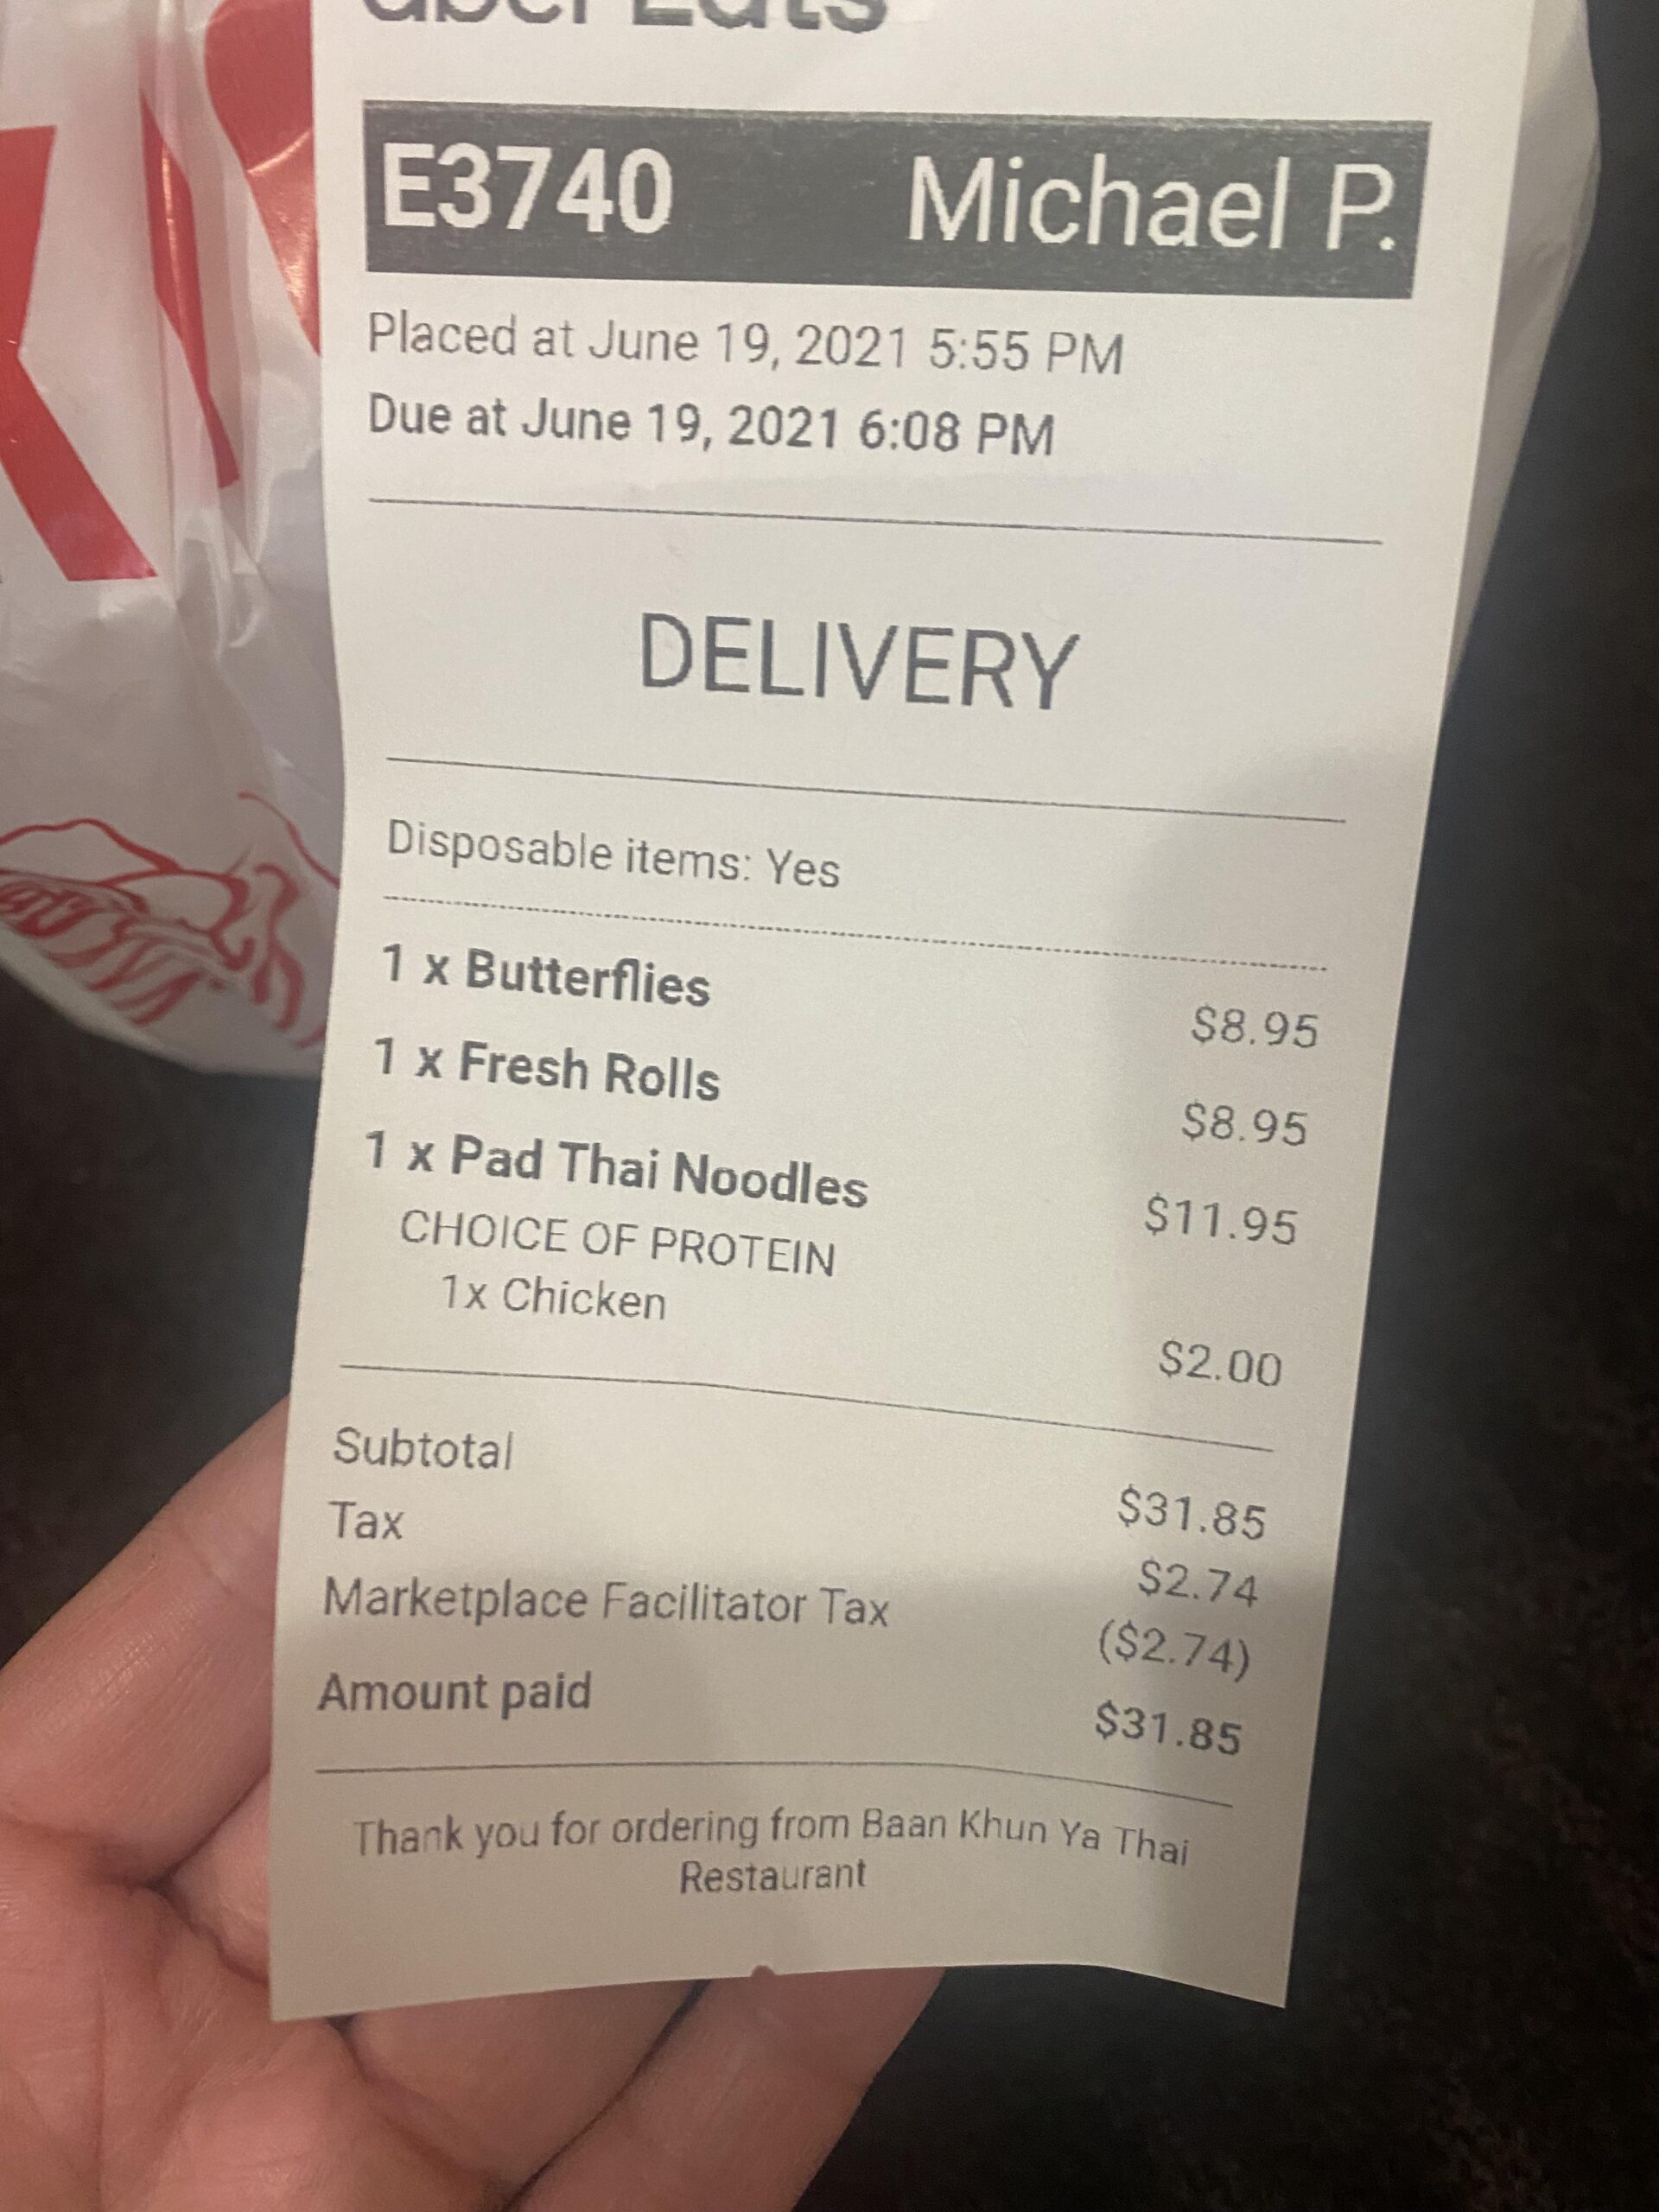 uber Eats
E3740 Michael P.
Placed at June 19, 2021 5:55 PM
Due at June 19, 2021 6:08 PM
DELIVERY
Disposable items: Yes
1 x Butterflies $8.95
1 x Fresh Rolls $8.95
1 x Pad Thai Noodles $11.95
CHOICE OF PROTEIN
1x Chicken $2.00
Subtotal $31.85
Tax $2.74
Marketplace Facilitator Tax ($2.74)
Amount paid $31.85
Thank you for ordering from Baan Khun Ya Thai
Restaurant